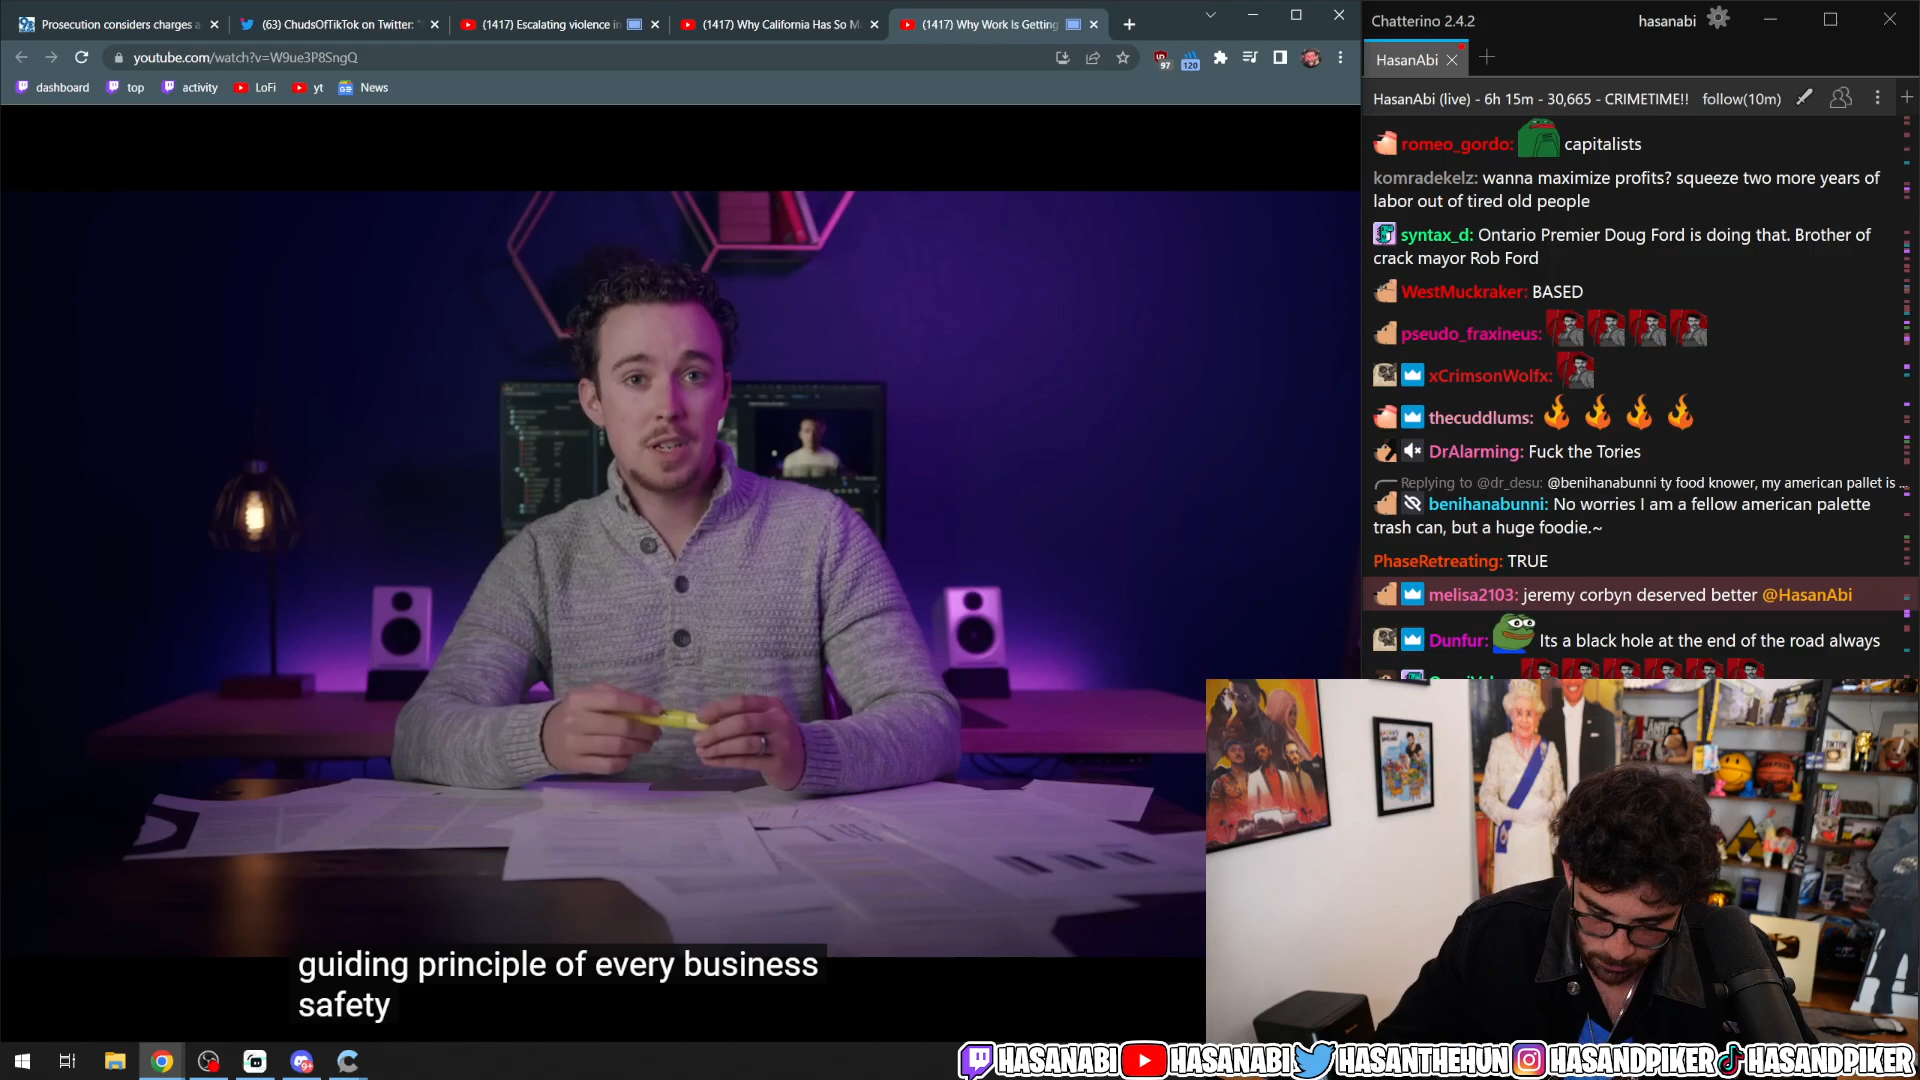 Prosecution considers charges a
(63) ChudsOfTikTok on Twitter: "
(1417) Escalating violence in
(1417) Why California Has So M
(1417) Why Work Is Getting
youtube.com/watch?v=W9ue3P8SngQ
97
120
dashboard
top
activity
LoFi
yt
News
Chatterino 2.4.2
hasanabi
HasanAbi
HasanAbi (live) - 6h 15m - 30,665 - CRIMETIME!! follow(10m)
romeo_gordo: capitalists
komradekelz: wanna maximize profits? squeeze two more years of
labor out of tired old people
syntax_d: Ontario Premier Doug Ford is doing that. Brother of
crack mayor Rob Ford
WestMuckraker: BASED
pseudo_fraxineus:
xCrimsonWolfx:
thecuddlums:
DrAlarming: Fuck the Tories
Replying to @dr_desu: @benihanabunni ty food knower, my american pallet is ...
benihanabunni: No worries I am a fellow american palette
trash can, but a huge foodie.~
PhaseRetreating: TRUE
melisa2103: jeremy corbyn deserved better @HasanAbi
Dunfur: Its a black hole at the end of the road always
guiding principle of every business
safety
HASANABI
HASANABI
HASANTHEHUN
HASANDPIKER
HASANDPIKER